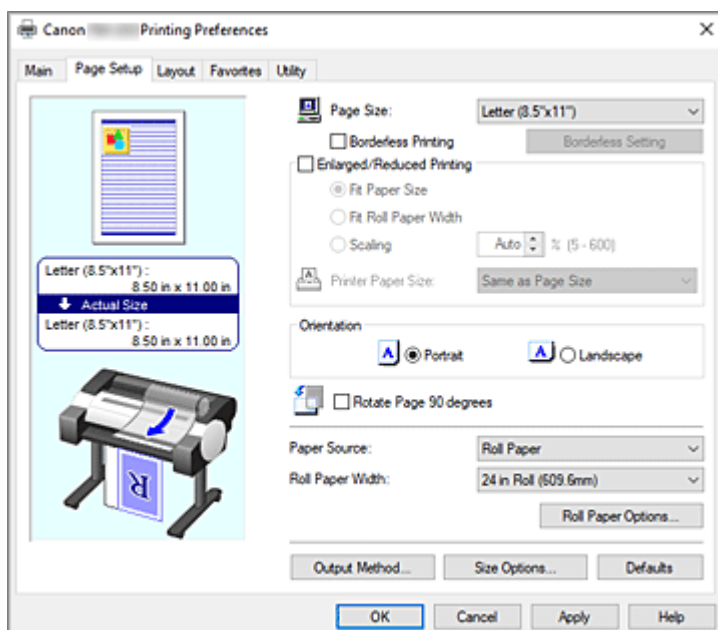 Canon Printing Preferences
Main Page Setup Layout Favorites Utility
Page Size: Letter (8.5"x11")
Borderless Printing Borderless Setting
Enlarged/Reduced Printing
Fit Paper Size
Fit Roll Paper Width
Scaling Auto % (5 - 600)
Printer Paper Size: Same as Page Size
Letter (8.5"x11") :
8.50 in x 11.00 in
Actual Size
Letter (8.5"x11") :
8.50 in x 11.00 in
Orientation
A Portrait A Landscape
Rotate Page 90 degrees
R
Paper Source: Roll Paper
Roll Paper Width: 24 in Roll (609.6mm)
Roll Paper Options...
Output Method... Size Options... Defaults
OK Cancel Apply Help